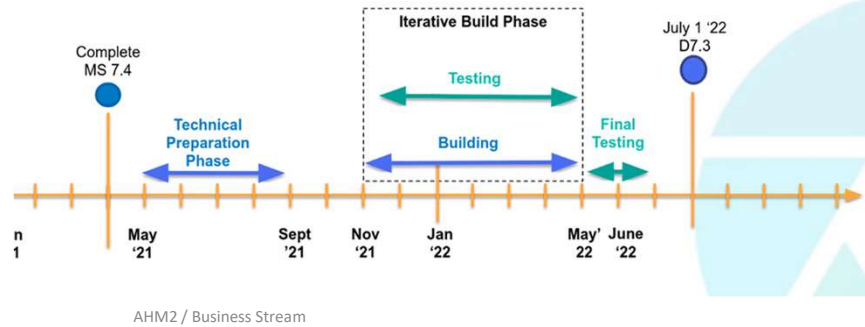 Iterative Build Phase
Complete
MS 7.4
July 1 ‘22
D7.3
Testing
Technical
Preparation
Phase
Building
Final
Testing
n
1
May
‘21
Sept
’21
Nov
‘21
Jan
‘22
May’
22
June
‘22
AHM2 / Business Stream